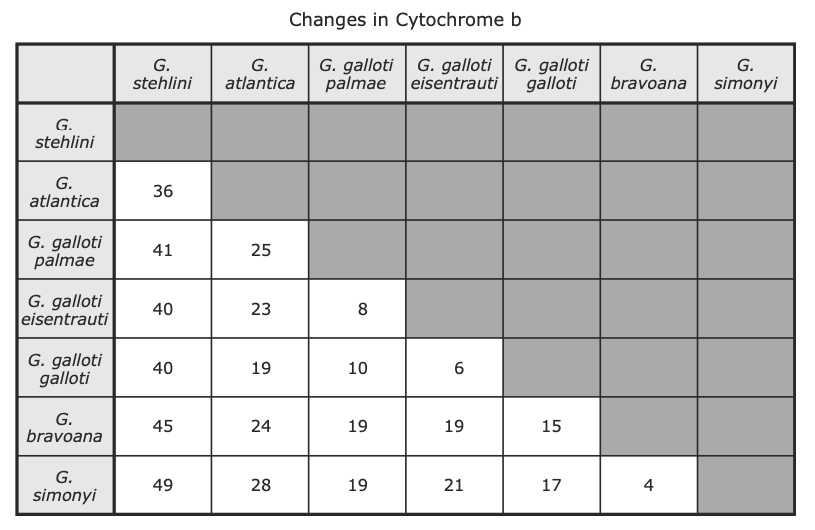 Changes in Cytochrome b
G. stehlini G. atlantica G. galloti palmae G. galloti eisentrauti G. galloti galloti G. bravoana G. simonyi
G. stehlini
G. atlantica 36
G. galloti palmae 41 25
G. galloti eisentrauti 40 23 8
G. galloti galloti 40 19 10 6
G. bravoana 45 24 19 19 15
G. simonyi 49 28 19 21 17 4